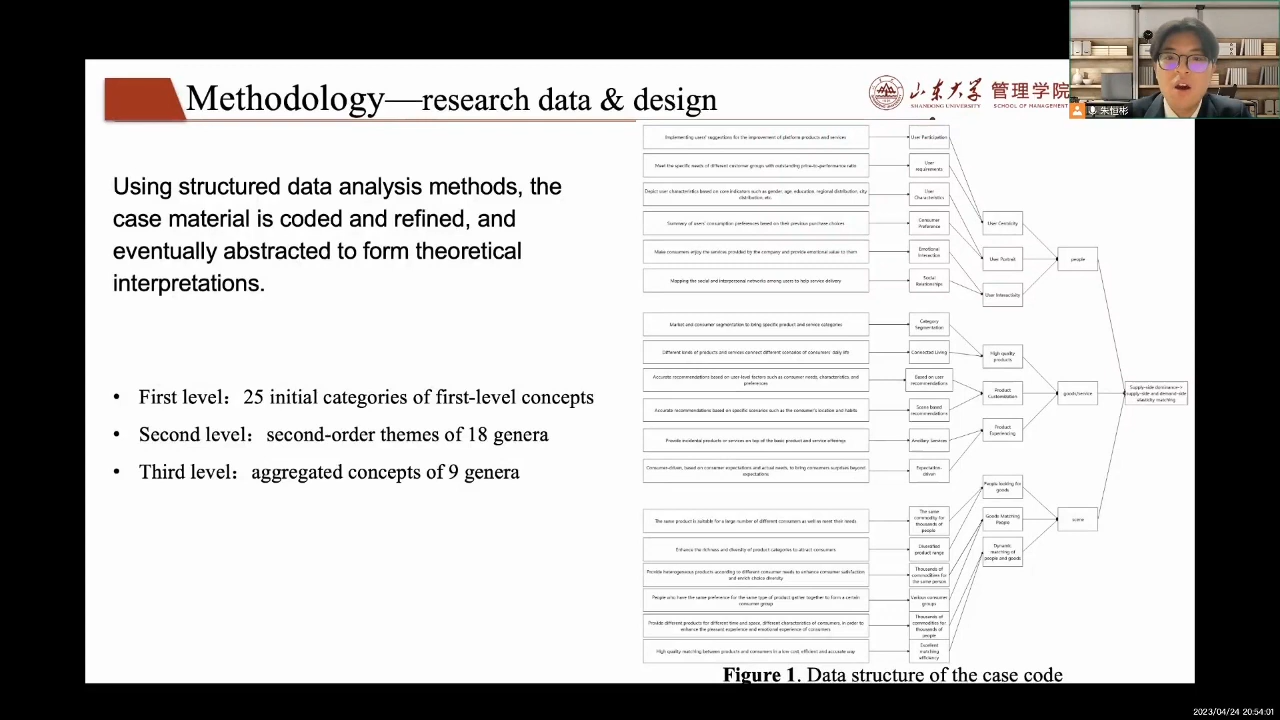 Methodology—research data & design
山东大学 管理学院
SHANDONG UNIVERSITY SCHOOL OF MANAGEMENT
朱恒彬
Using structured data analysis methods, the
case material is coded and refined, and
eventually abstracted to form theoretical
interpretations.
• First level：25 initial categories of first-level concepts
• Second level：second-order themes of 18 genera
• Third level：aggregated concepts of 9 genera
Implementing users' suggestions for the improvement of platform products and services
User Participation
Meet the specific needs of different customer groups with outstanding price-to-performance ratio
User
requirements
Depict user characteristics based on core indicators such as gender, age, education, regional distribution, city
distribution, etc.
User
Characteristics
Summary of users' consumption preferences based on their previous purchase choices
Consumer
Preference
Make consumers enjoy the services provided by the company and provide emotional value to them
Emotional
Interaction
Mapping the social and interpersonal networks among users to help service delivery
Social
Relationships
User Centricity
User Portrait
User Interactivity
people
Market and consumer segmentation to bring specific product and service categories
Category
Segmentation
Different kinds of products and services connect different scenarios of consumers' daily life
Connected Living
Accurate recommendations based on user-level factors such as consumer needs, characteristics, and
preferences
Based on user
recommendations
Accurate recommendations based on specific scenarios such as the consumer's location and habits
Scene based
recommendations
Provide incidental products or services on top of the basic product and service offerings
Ancillary Services
Consumer-driven, based on consumer expectations and actual needs, to bring consumers surprises beyond
expectations
Expectation-
driven
High quality
products
Product
Customization
Product
Experiencing
goods/service
Supply-side dominance->
supply-side and demand-side
elasticity matching
The same product is suitable for a large number of different consumers as well as meet their needs
The same
commodity for
thousands of
people
Enhance the richness and diversity of product categories to attract consumers
Diversified
product range
Provide heterogeneous products according to different consumer needs to enhance consumer satisfaction
and enrich choice diversity
Thousands of
commodities for
the same person
People who have the same preference for the same type of product gather together to form a certain
consumer group
Various consumer
groups
Provide different products for different time and space, different characteristics of consumers, in order to
enhance the pleasant experience and emotional experience of consumers
Thousands of
commodities for
thousands of
people
High quality matching between products and consumers in a low cost, efficient and accurate way
Excellent
matching
efficiency
People looking for
goods
Goods Matching
People
Dynamic
matching of
people and goods
scene
Figure 1. Data structure of the case code
2023/04/24 20:54:01